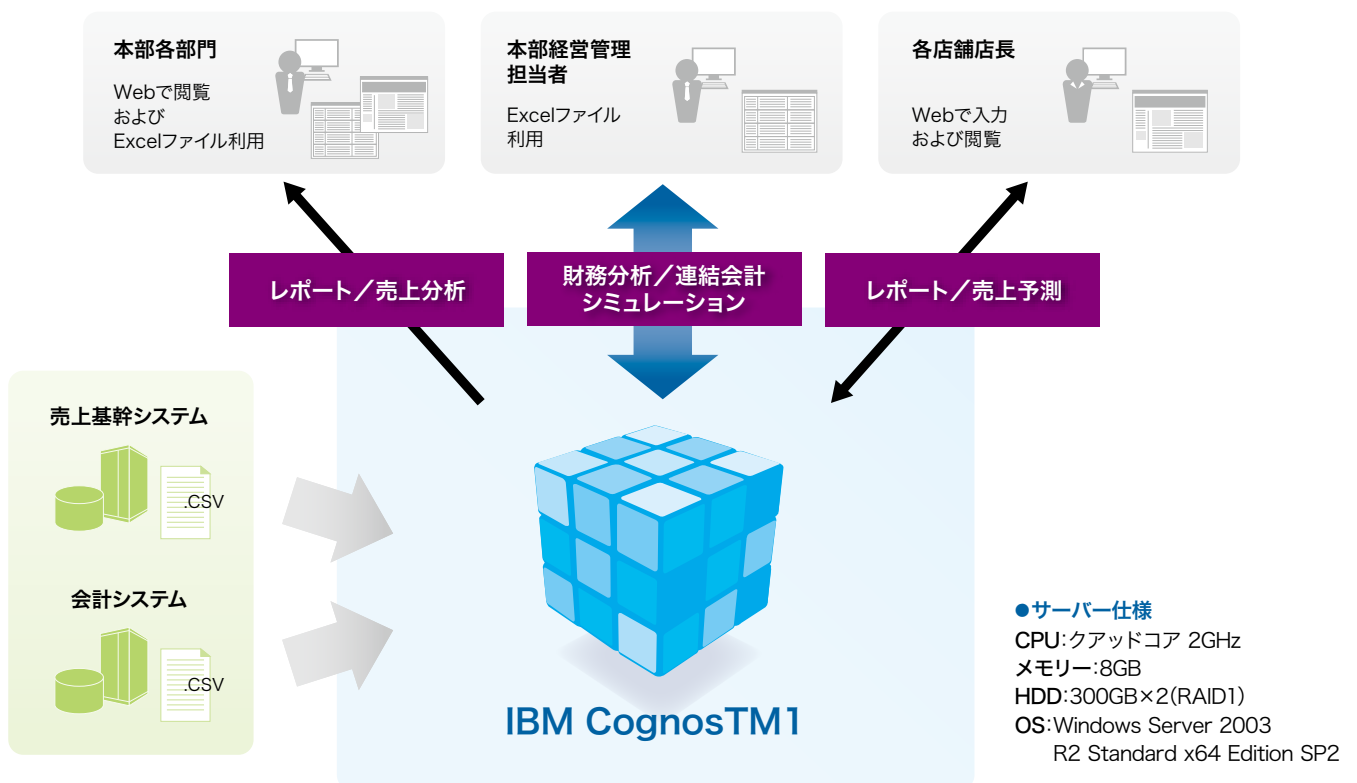 本部各部門
Webで閲覧
および
Excelファイル利用
本部経営管理
担当者
Excelファイル
利用
各店舗店長
Webで入力
および閲覧
レポート／売上分析
財務分析／連結会計
シミュレーション
レポート／売上予測
売上基幹システム
.CSV
会計システム
.CSV
IBM CognosTM1
●サーバー仕様
CPU：クアッドコア 2GHz
メモリー：8GB
HDD：300GB×2（RAID1）
OS：Windows Server 2003
R2 Standard x64 Edition SP2